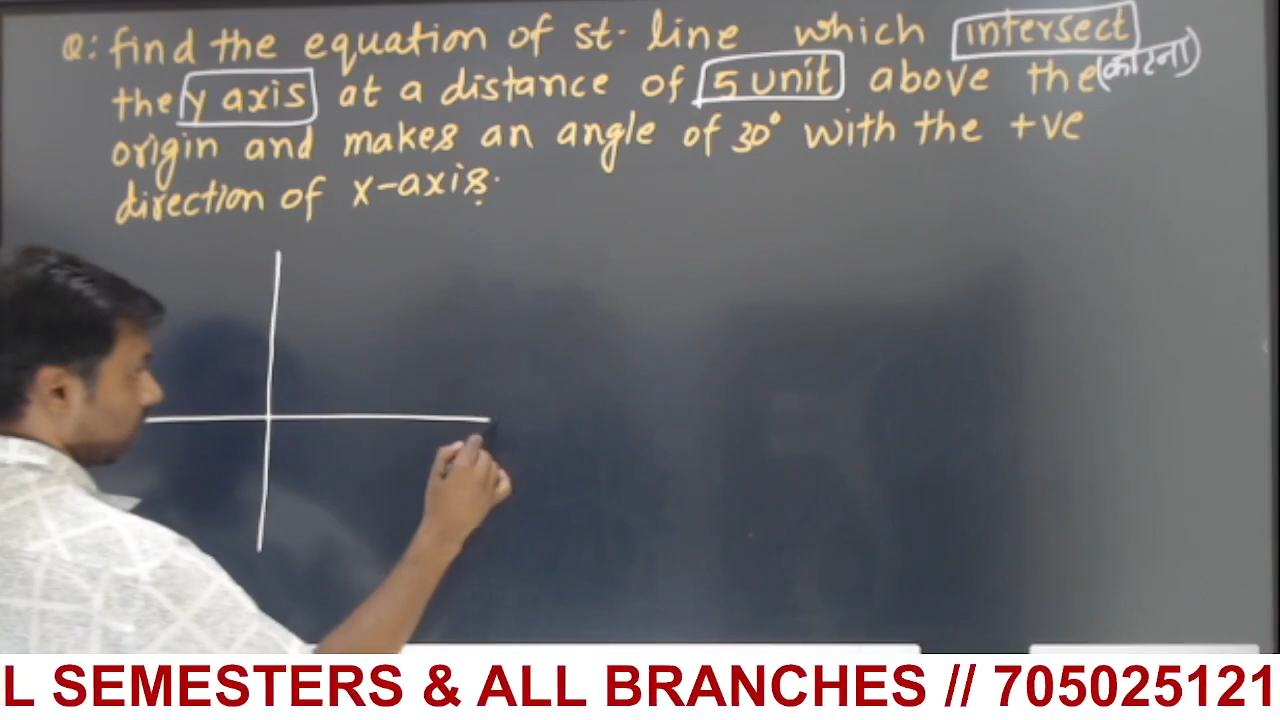 Q: find the equation of st. line which intersect
the y axis at a distance of 5 unit above the (काटना)
origin and makes an angle of 30° with the +ve
direction of x-axis.
L SEMESTERS & ALL BRANCHES // 705025121